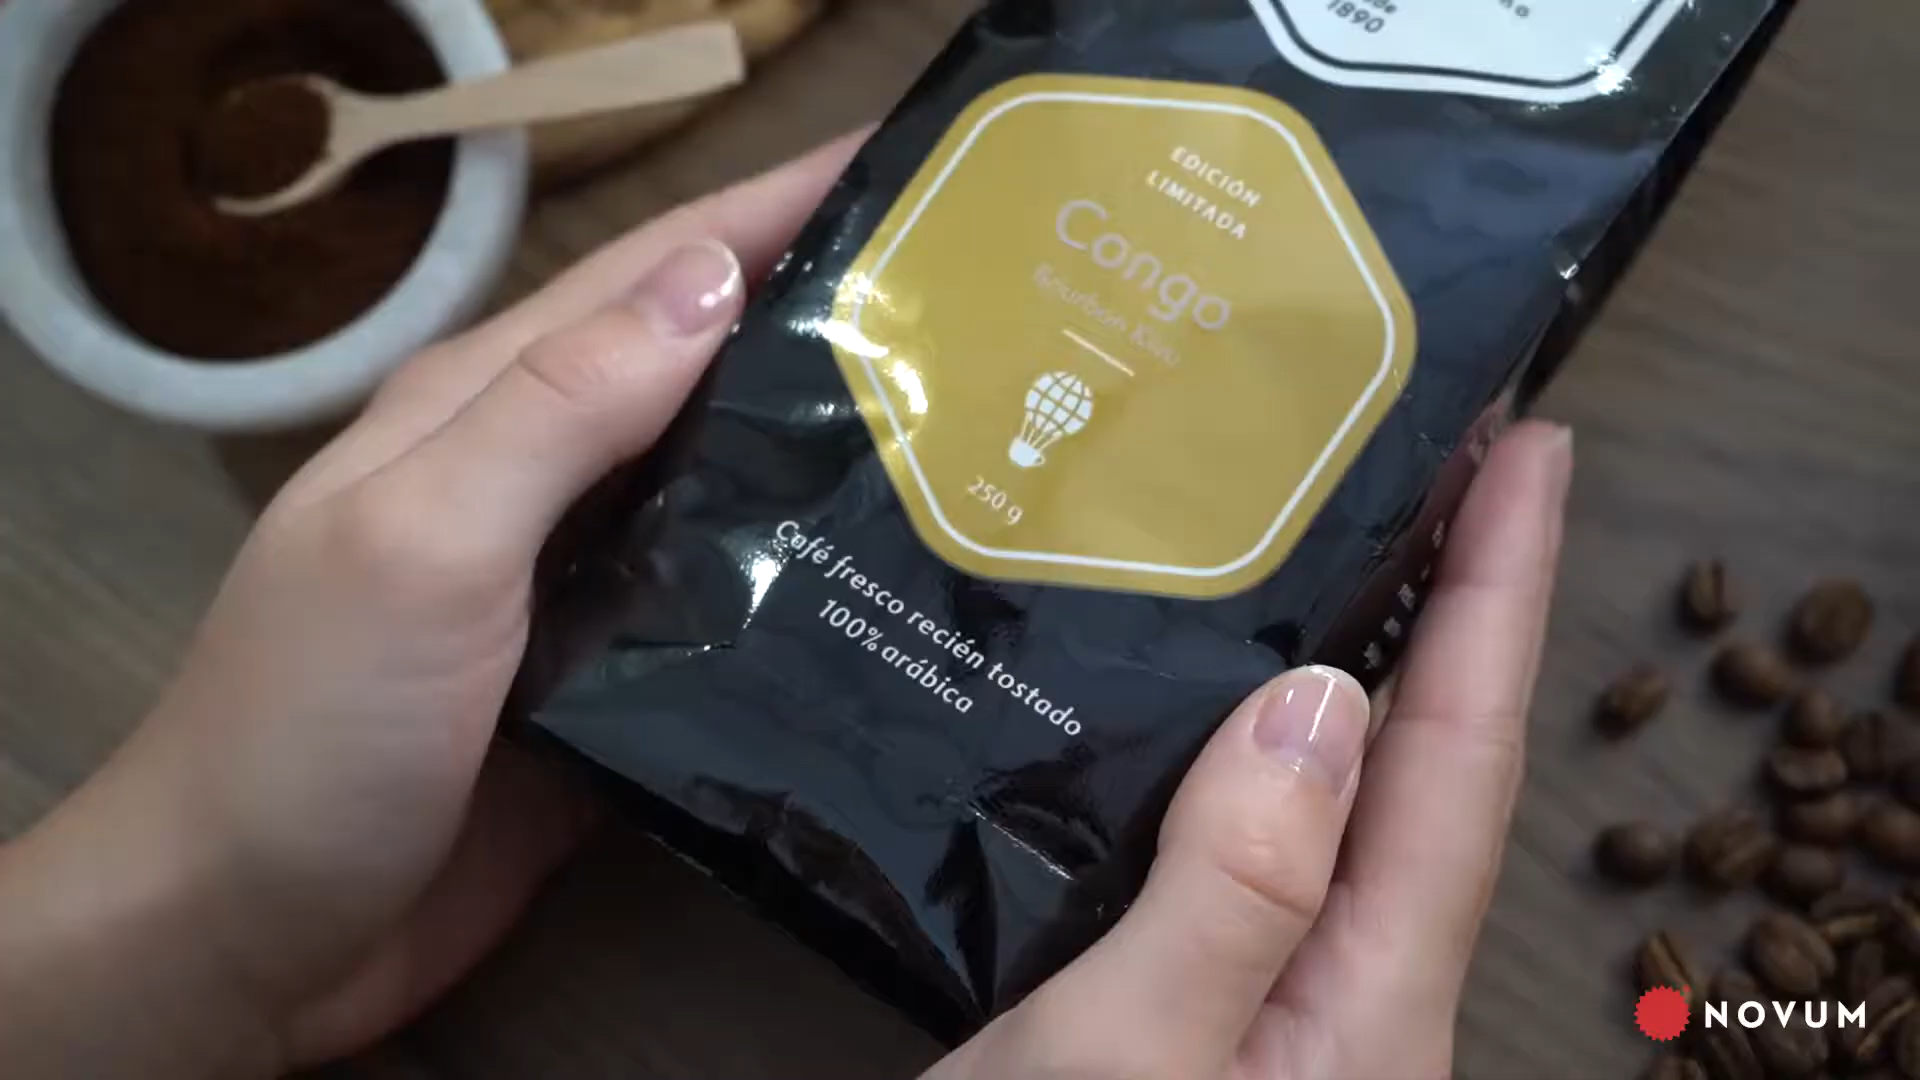 1890
EDICIÓN
LIMITADA
Congo
Bourbon Kivu
250 g
Café fresco recién tostado
100% arábica
NOVUM